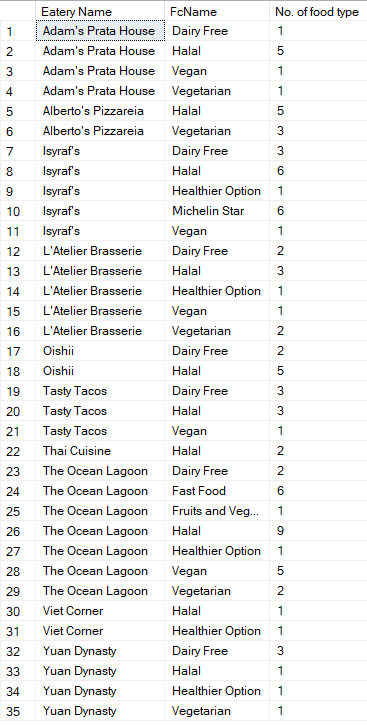 Eatery Name FcName No. of food type
1 Adam's Prata House Dairy Free 1
2 Adam's Prata House Halal 5
3 Adam's Prata House Vegan 1
4 Adam's Prata House Vegetarian 1
5 Alberto's Pizzareia Halal 5
6 Alberto's Pizzareia Vegetarian 3
7 Isyraf's Dairy Free 3
8 Isyraf's Halal 6
9 Isyraf's Healthier Option 1
10 Isyraf's Michelin Star 6
11 Isyraf's Vegan 1
12 L'Atelier Brasserie Dairy Free 2
13 L'Atelier Brasserie Halal 3
14 L'Atelier Brasserie Healthier Option 1
15 L'Atelier Brasserie Vegan 1
16 L'Atelier Brasserie Vegetarian 2
17 Oishii Dairy Free 2
18 Oishii Halal 5
19 Tasty Tacos Dairy Free 3
20 Tasty Tacos Halal 3
21 Tasty Tacos Vegan 1
22 Thai Cuisine Halal 2
23 The Ocean Lagoon Dairy Free 2
24 The Ocean Lagoon Fast Food 6
25 The Ocean Lagoon Fruits and Veg... 1
26 The Ocean Lagoon Halal 9
27 The Ocean Lagoon Healthier Option 1
28 The Ocean Lagoon Vegan 5
29 The Ocean Lagoon Vegetarian 2
30 Viet Corner Halal 1
31 Viet Corner Healthier Option 1
32 Yuan Dynasty Dairy Free 3
33 Yuan Dynasty Halal 1
34 Yuan Dynasty Healthier Option 1
35 Yuan Dynasty Vegetarian 1